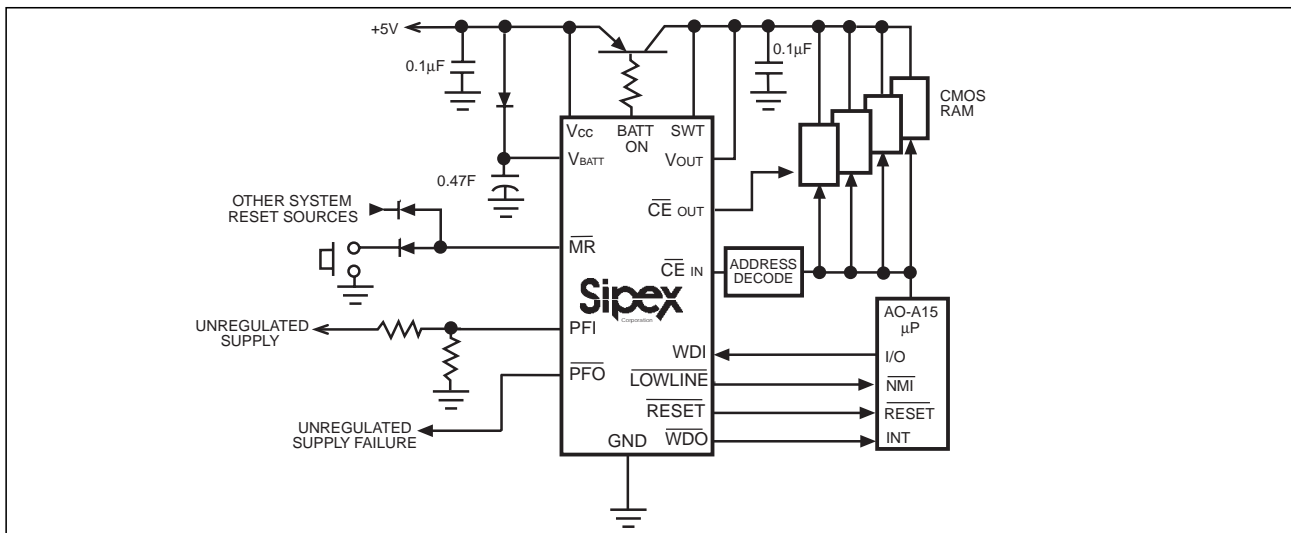 +5V
0.1µF
0.1µF
CMOS
RAM
Vcc
BATT
ON
SWT
VBATT
VOUT
0.47F
OTHER SYSTEM
RESET SOURCES
CE OUT
MR
CE IN
ADDRESS
DECODE
Sipex
Corporation
AO-A15
µP
UNREGULATED
SUPPLY
PFI
WDI
I/O
PFO
LOWLINE
NMI
RESET
RESET
UNREGULATED
SUPPLY FAILURE
GND
WDO
INT